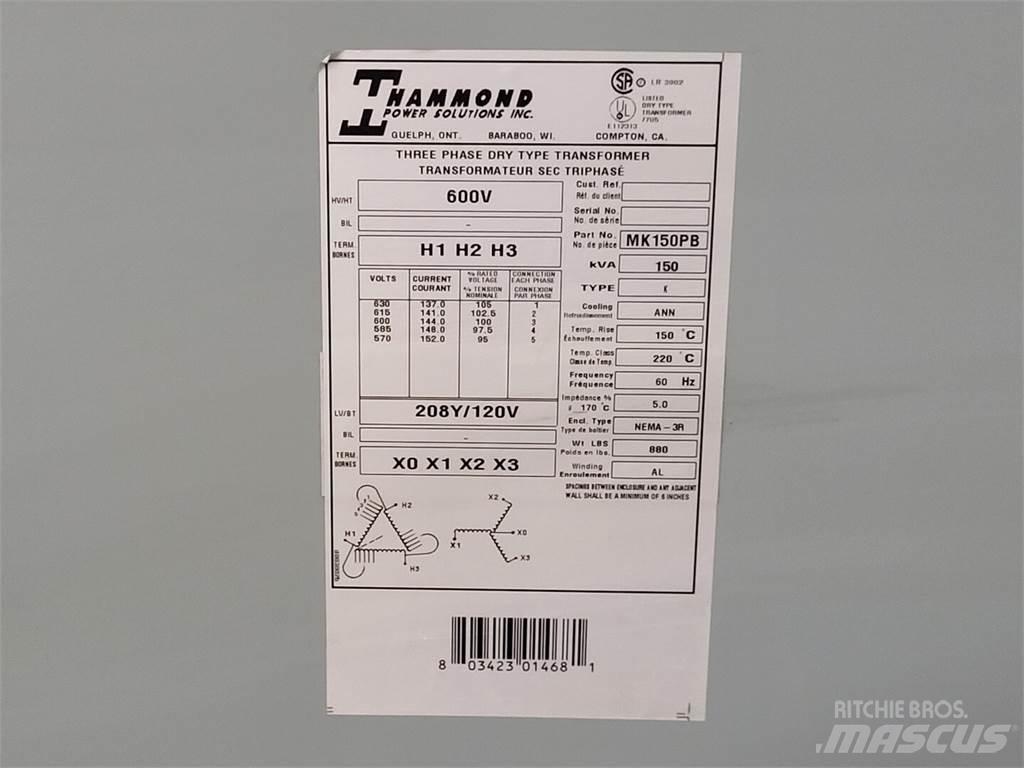 HAMMOND
POWER SOLUTIONS INC.
GUELPH, ONT. BARABOO, WI. COMPTON, CA.
LR 3902
LISTED
DRY TYPE
TRANSFORMER
7705
E112313
THREE PHASE DRY TYPE TRANSFORMER
TRANSFORMATEUR SEC TRIPHASÉ
HV/HT 600V
BIL -
TERM. H1 H2 H3
BORNES
VOLTS CURRENT % RATED CONNECTION
COURANT VOLTAGE EACH PHASE
% TENSION CONNEXION
NOMINALE PAR PHASE
630 137.0 105 1
615 141.0 102.5 2
600 144.0 100 3
585 148.0 97.5 4
570 152.0 95 5
LV/BT 208Y/120V
BIL -
TERM. X0 X1 X2 X3
BORNES
Cust. Ref.
Réf. du client
Serial No.
No. de série
Part No. MK150PB
No. de pièce
kVA 150
TYPE K
Cooling ANN
Refroidissement
Temp. Rise 150 °C
Échauffement
Temp. Class 220 °C
Classe de Temp.
Frequency 60 Hz
Fréquence
Impédance % 5.0
170 °C
Encl. Type NEMA-3R
Type de boîtier
Wt LBS 880
Poids en lbs.
Winding AL
Enroulement
SPACINGS BETWEEN ENCLOSURE AND ANY ADJACENT
WALL SHALL BE A MINIMUM OF 6 INCHES
H1
H2
H3
X2
X0
X1
X3
8 03423 01468 1
RITCHIE BROS.
MASCUS